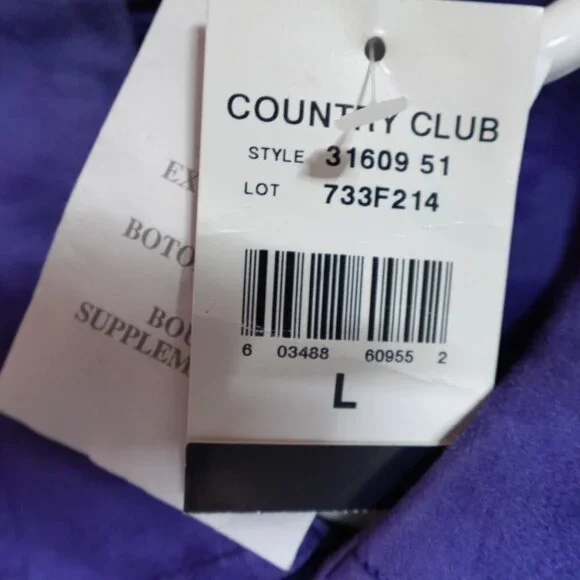 COUNTRY CLUB
STYLE 31609 51
LOT 733F214
6 03488 60955 2
L
EX
BOTO
BOU
SUPPLEM